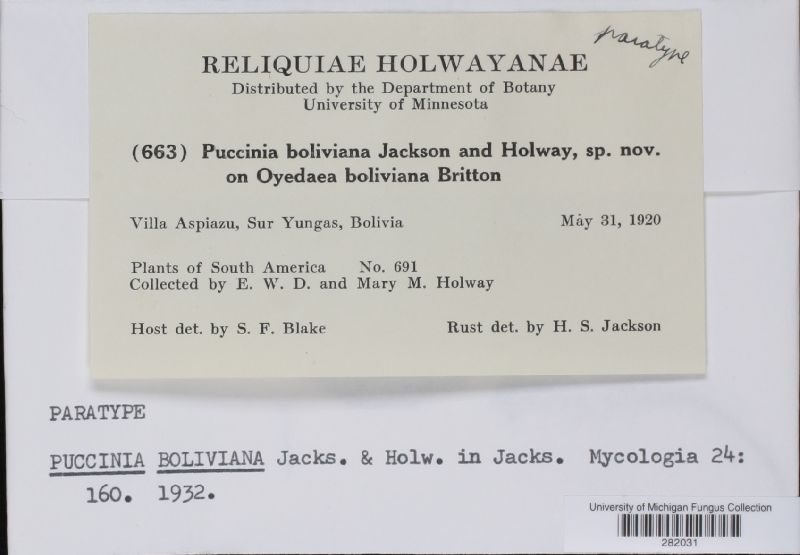 paratype
RELIQUIAE HOLWAYANAE
Distributed by the Department of Botany
University of Minnesota
(663) Puccinia boliviana Jackson and Holway, sp. nov.
on Oyedaea boliviana Britton
Villa Aspiazu, Sur Yungas, Bolivia May 31, 1920
Plants of South America No. 691
Collected by E. W. D. and Mary M. Holway
Host det. by S. F. Blake Rust det. by H. S. Jackson
PARATYPE
PUCCINIA BOLIVIANA Jacks. & Holw. in Jacks. Mycologia 24:
160. 1932.
University of Michigan Fungus Collection
282031